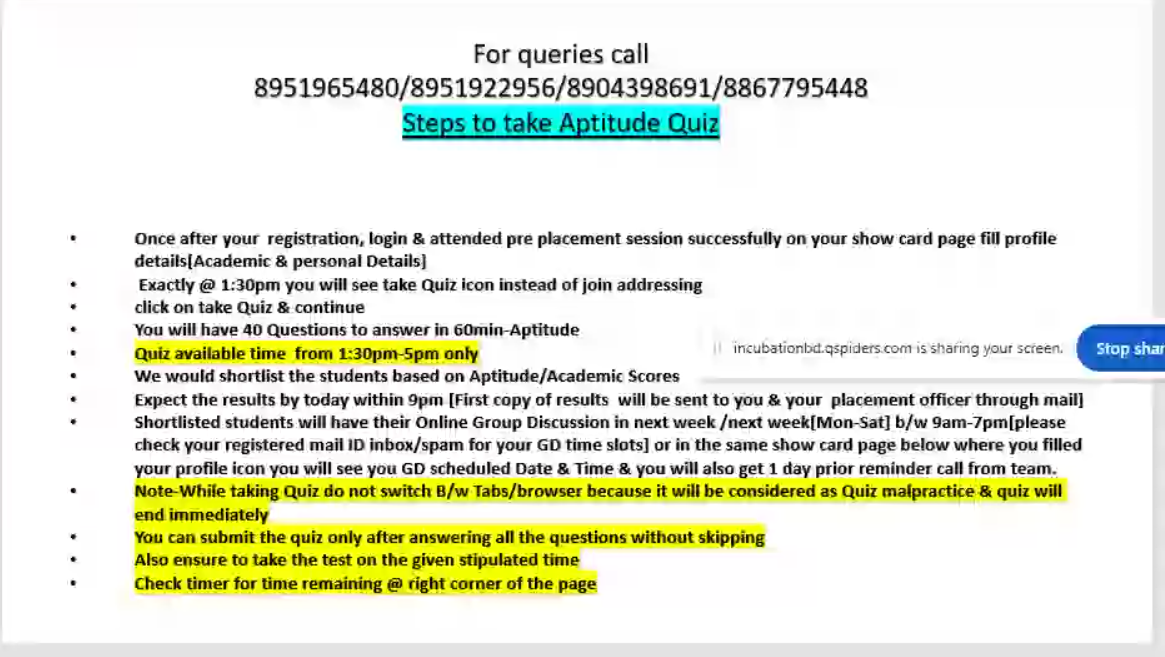 For queries call
8951965480/8951922956/8904398691/8867795448
Steps to take Aptitude Quiz
• Once after your registration, login & attended pre placement session successfully on your show card page fill profile
details[Academic & personal Details]
• Exactly @ 1:30pm you will see take Quiz icon instead of join addressing
• click on take Quiz & continue
• You will have 40 Questions to answer in 60min-Aptitude
• Quiz available time from 1:30pm-5pm only
incubationbd.qspiders.com is sharing your screen.
Stop shar
• We would shortlist the students based on Aptitude/Academic Scores
• Expect the results by today within 9pm [First copy of results will be sent to you & your placement officer through mail]
• Shortlisted students will have their Online Group Discussion in next week /next week[Mon-Sat] b/w 9am-7pm[please
check your registered mail ID inbox/spam for your GD time slots] or in the same show card page below where you filled
your profile icon you will see you GD scheduled Date & Time & you will also get 1 day prior reminder call from team.
• Note-While taking Quiz do not switch B/w Tabs/browser because it will be considered as Quiz malpractice & quiz will
end immediately
• You can submit the quiz only after answering all the questions without skipping
• Also ensure to take the test on the given stipulated time
• Check timer for time remaining @ right corner of the page